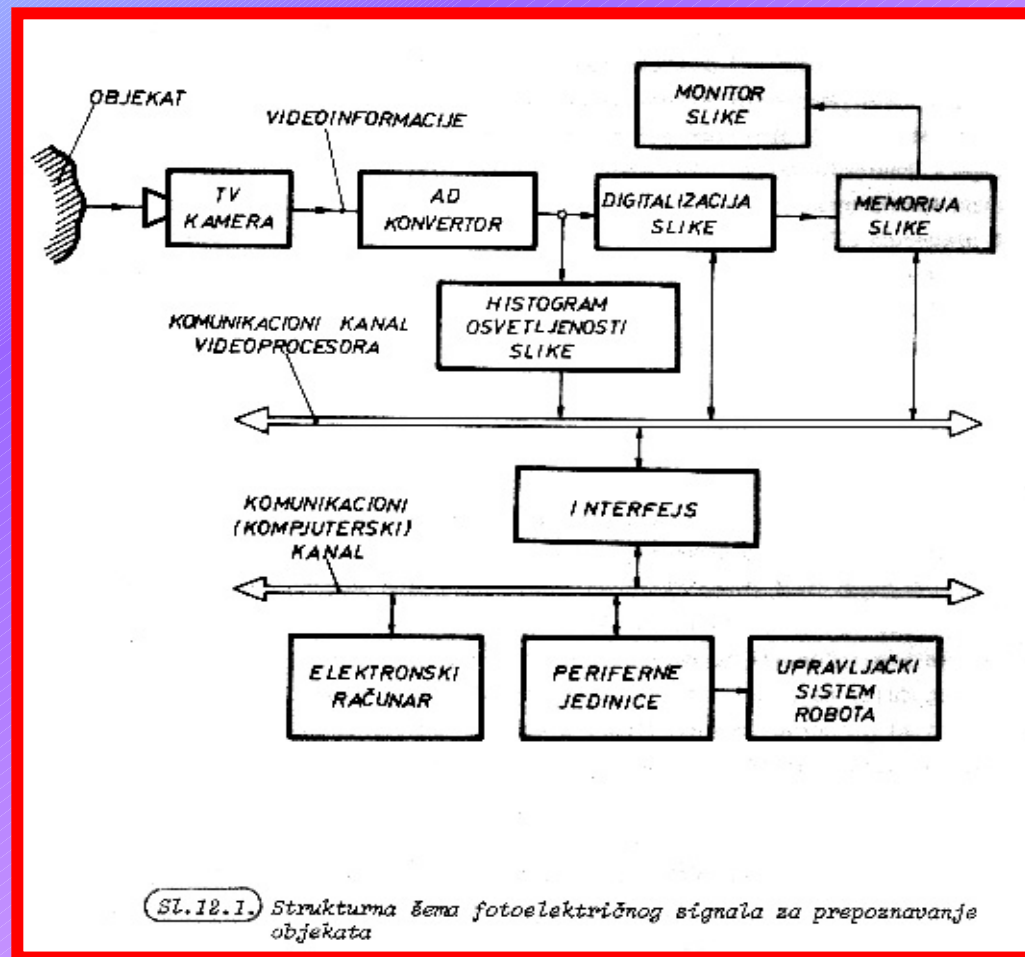 OBJEKAT
VIDEOINFORMACIJE
MONITOR
SLIKE
TV
KAMERA
AD
KONVERTOR
DIGITALIZACIJA
SLIKE
MEMORIJA
SLIKE
HISTOGRAM
OSVETLJENOSTI
SLIKE
KOMUNIKACIONI KANAL
VIDEOPROCESORA
INTERFEJS
KOMUNIKACIONI
(KOMPJUTERSKI)
KANAL
ELEKTRONSKI
RAČUNAR
PERIFERNE
JEDINICE
UPRAVLJAČKI
SISTEM
ROBOTA
Sl.12.1. Strukturna šema fotoelektričnog signala za prepoznavanje
objekata